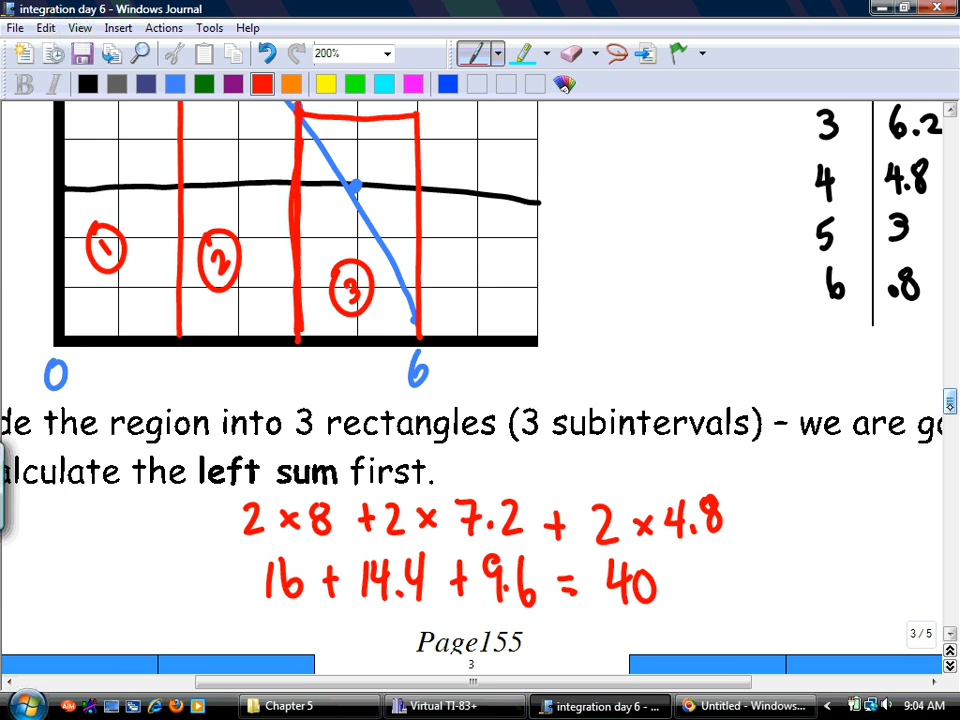 integration day 6 - Windows Journal
File Edit View Insert Actions Tools Help
200%
B I
3 6.2
4 4.8
5 3
6 .8
1 2 3
0 6
de the region into 3 rectangles (3 subintervals) – we are go
alculate the left sum first.
2 × 8 + 2 × 7.2 + 2 × 4.8
16 + 14.4 + 9.6 = 40
Page155
3
3 / 5
Chapter 5 Virtual TI-83+ integration day 6 - ... Untitled - Windows... 9:04 AM